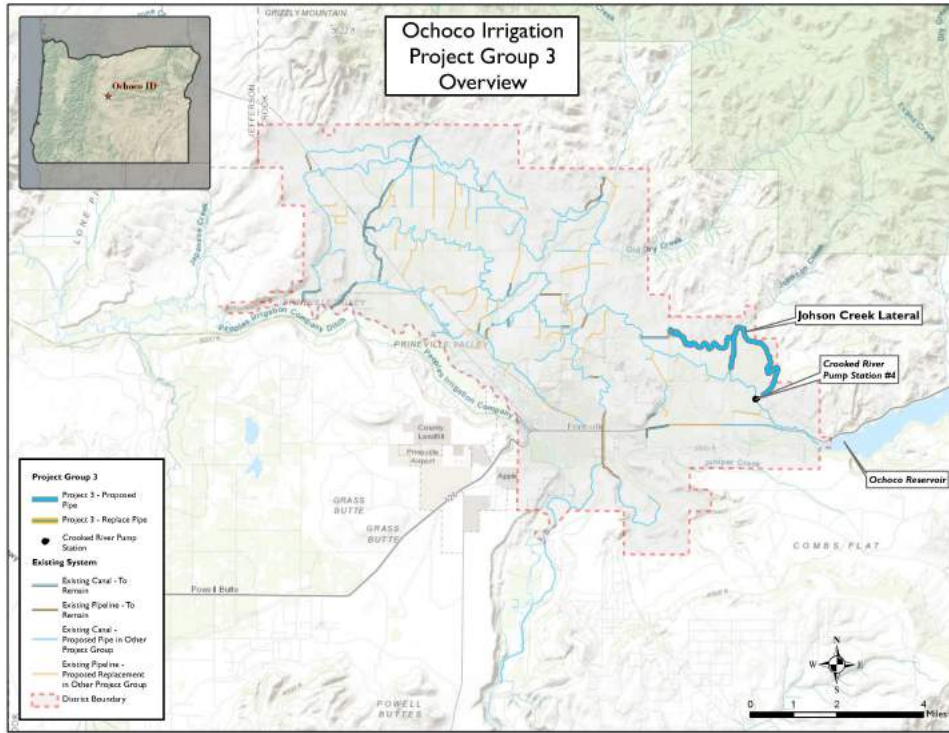 Ochoco Irrigation
Project Group 3
Overview
Ochoco ID
GRIZZLY MOUNTAIN
JEFFERSON
CROOK
Japanese Creek
Old Dry Creek
Johnson Creek
PRINEVILLE VALLEY
Peoples Irrigation Company Ditch
PRINEVILLE VALLEY
Peoples Irrigation Company
Johson Creek Lateral
Crooked River
Pump Station #4
County
Landfill
Prineville
Airport
Juniper Creek
Ochoco Reservoir
GRASS
BUTTE
GRASS
BUTTE
COMBS FLAT
Powell Butte
POWELL
BUTTES
Project Group 3
Project 3 - Proposed
Pipe
Project 3 - Replace Pipe
Crooked River Pump
Station
Existing System
Existing Canal - To
Remain
Existing Pipeline - To
Remain
Existing Canal -
Proposed Pipe in Other
Project Group
Existing Pipeline -
Proposed Replacement
in Other Project Group
District Boundary
N
W E
S
0 1 2 4
Miles